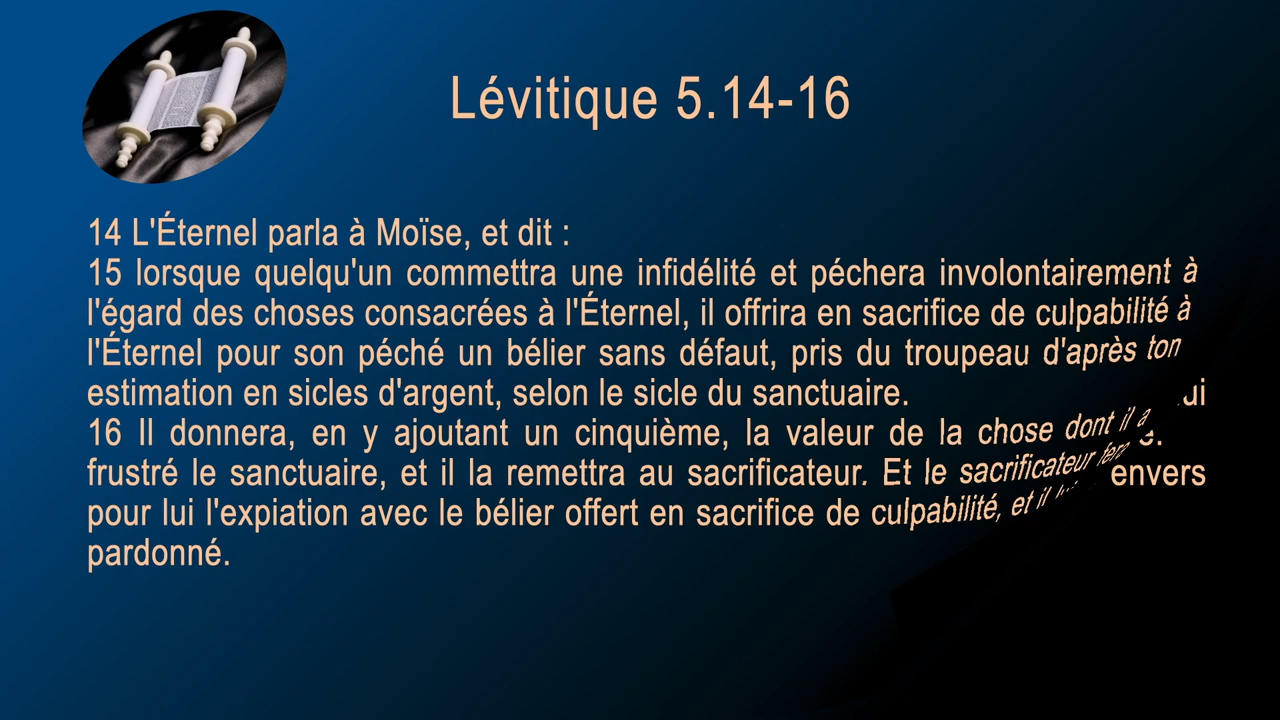 Lévitique 5.14-16
14 L'Éternel parla à Moïse, et dit :
15 lorsque quelqu'un commettra une infidélité et péchera involontairement à
l'égard des choses consacrées à l'Éternel, il offrira en sacrifice de culpabilité à
l'Éternel pour son péché un bélier sans défaut, pris du troupeau d'après ton
estimation en sicles d'argent, selon le sicle du sanctuaire.
16 Il donnera, en y ajoutant un cinquième, la valeur de la chose dont il a
frustré le sanctuaire, et il la remettra au sacrificateur. Et le sacrificateur envers
pour lui l'expiation avec le bélier offert en sacrifice de culpabilité, et il
pardonné.